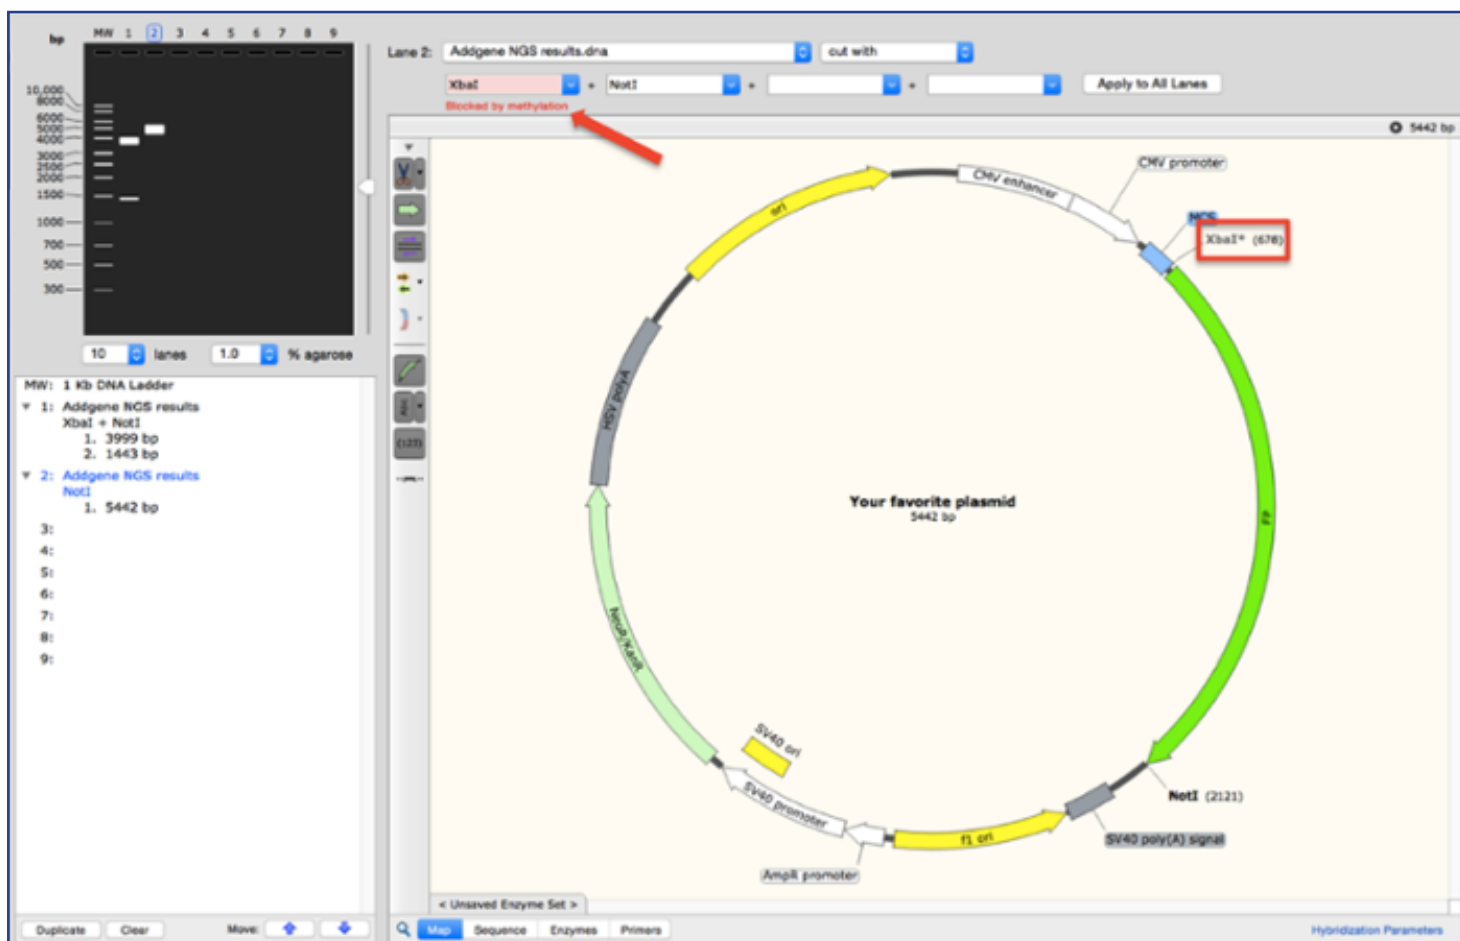 bp
MW 1 2 3 4 5 6 7 8 9
10,000
8000
6000
5000
4000
3000
2500
2000
1500
1000
700
500
300
10 lanes 1.0 % agarose
MW: 1 Kb DNA Ladder
1: Addgene NGS results
XbaI + NotI
1. 3999 bp
2. 1443 bp
2: Addgene NGS results
NotI
1. 5442 bp
3:
4:
5:
6:
7:
8:
9:
Duplicate Clear Move:
Lane 2: Addgene NGS results.dna cut with
XbaI + NotI + + Apply to All Lanes
Blocked by methylation
5442 bp
CMV promoter
CMV enhancer
MCS
XbaI* (678)
ori
HSV polyA
Your favorite plasmid
5442 bp
FP
NeoR/KanR
SV40 ori
SV40 promoter
NotI (2121)
f1 ori
SV40 poly(A) signal
AmpR promoter
Abc
(123)
< Unsaved Enzyme Set >
Map Sequence Enzymes Primers Hybridization Parameters